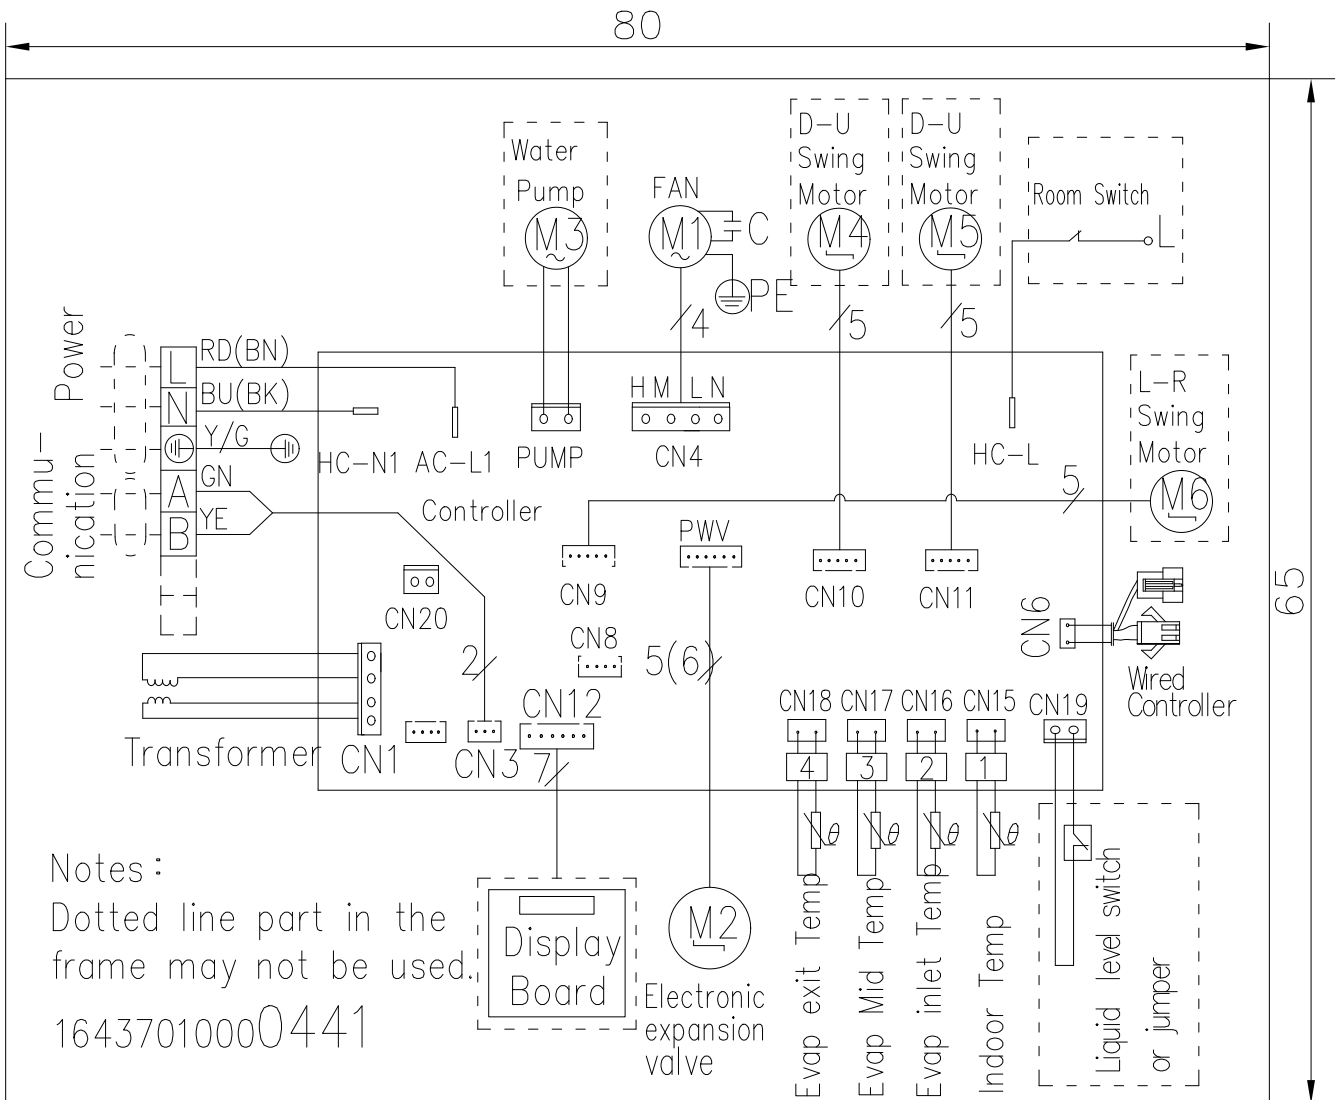 80
65
Water
Pump
M3
FAN
M1
C
PE
4
D-U
Swing
Motor
M4
5
D-U
Swing
Motor
M5
5
Room Switch
L
Power
L
N
A
B
RD(BN)
BU(BK)
Y/G
GN
YE
Commu-
nication
HC-N1
AC-L1
PUMP
H M L N
CN4
HC-L
L-R
Swing
Motor
M6
5
Controller
CN20
CN9
PWV
CN10
CN11
CN6
Wired
Controller
CN8
2
5(6)
Transformer
CN1
CN3
CN12
7
CN18
CN17
CN16
CN15
CN19
4
3
2
1
θ
θ
θ
θ
Evap exit Temp
Evap Mid Temp
Evap inlet Temp
Indoor Temp
Liquid level switch
or jumper
Display
Board
M2
Electronic
expansion
valve
Notes:
Dotted line part in the
frame may not be used.
16437010000441